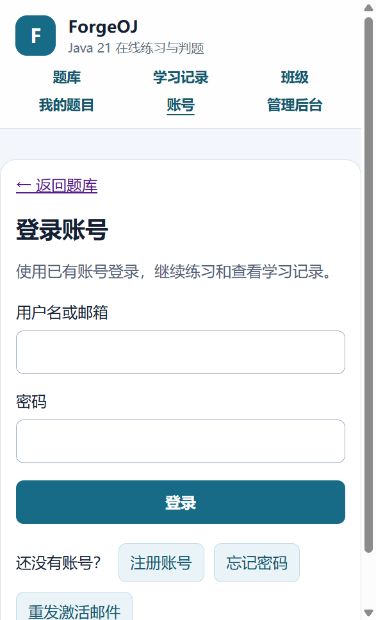 F
ForgeOJ
Java 21 在线练习与判题
题库 学习记录 班级
我的题目 账号 管理后台
← 返回题库
登录账号
使用已有账号登录，继续练习和查看学习记录。
用户名或邮箱
密码
登录
还没有账号？ 注册账号 忘记密码
重发激活邮件